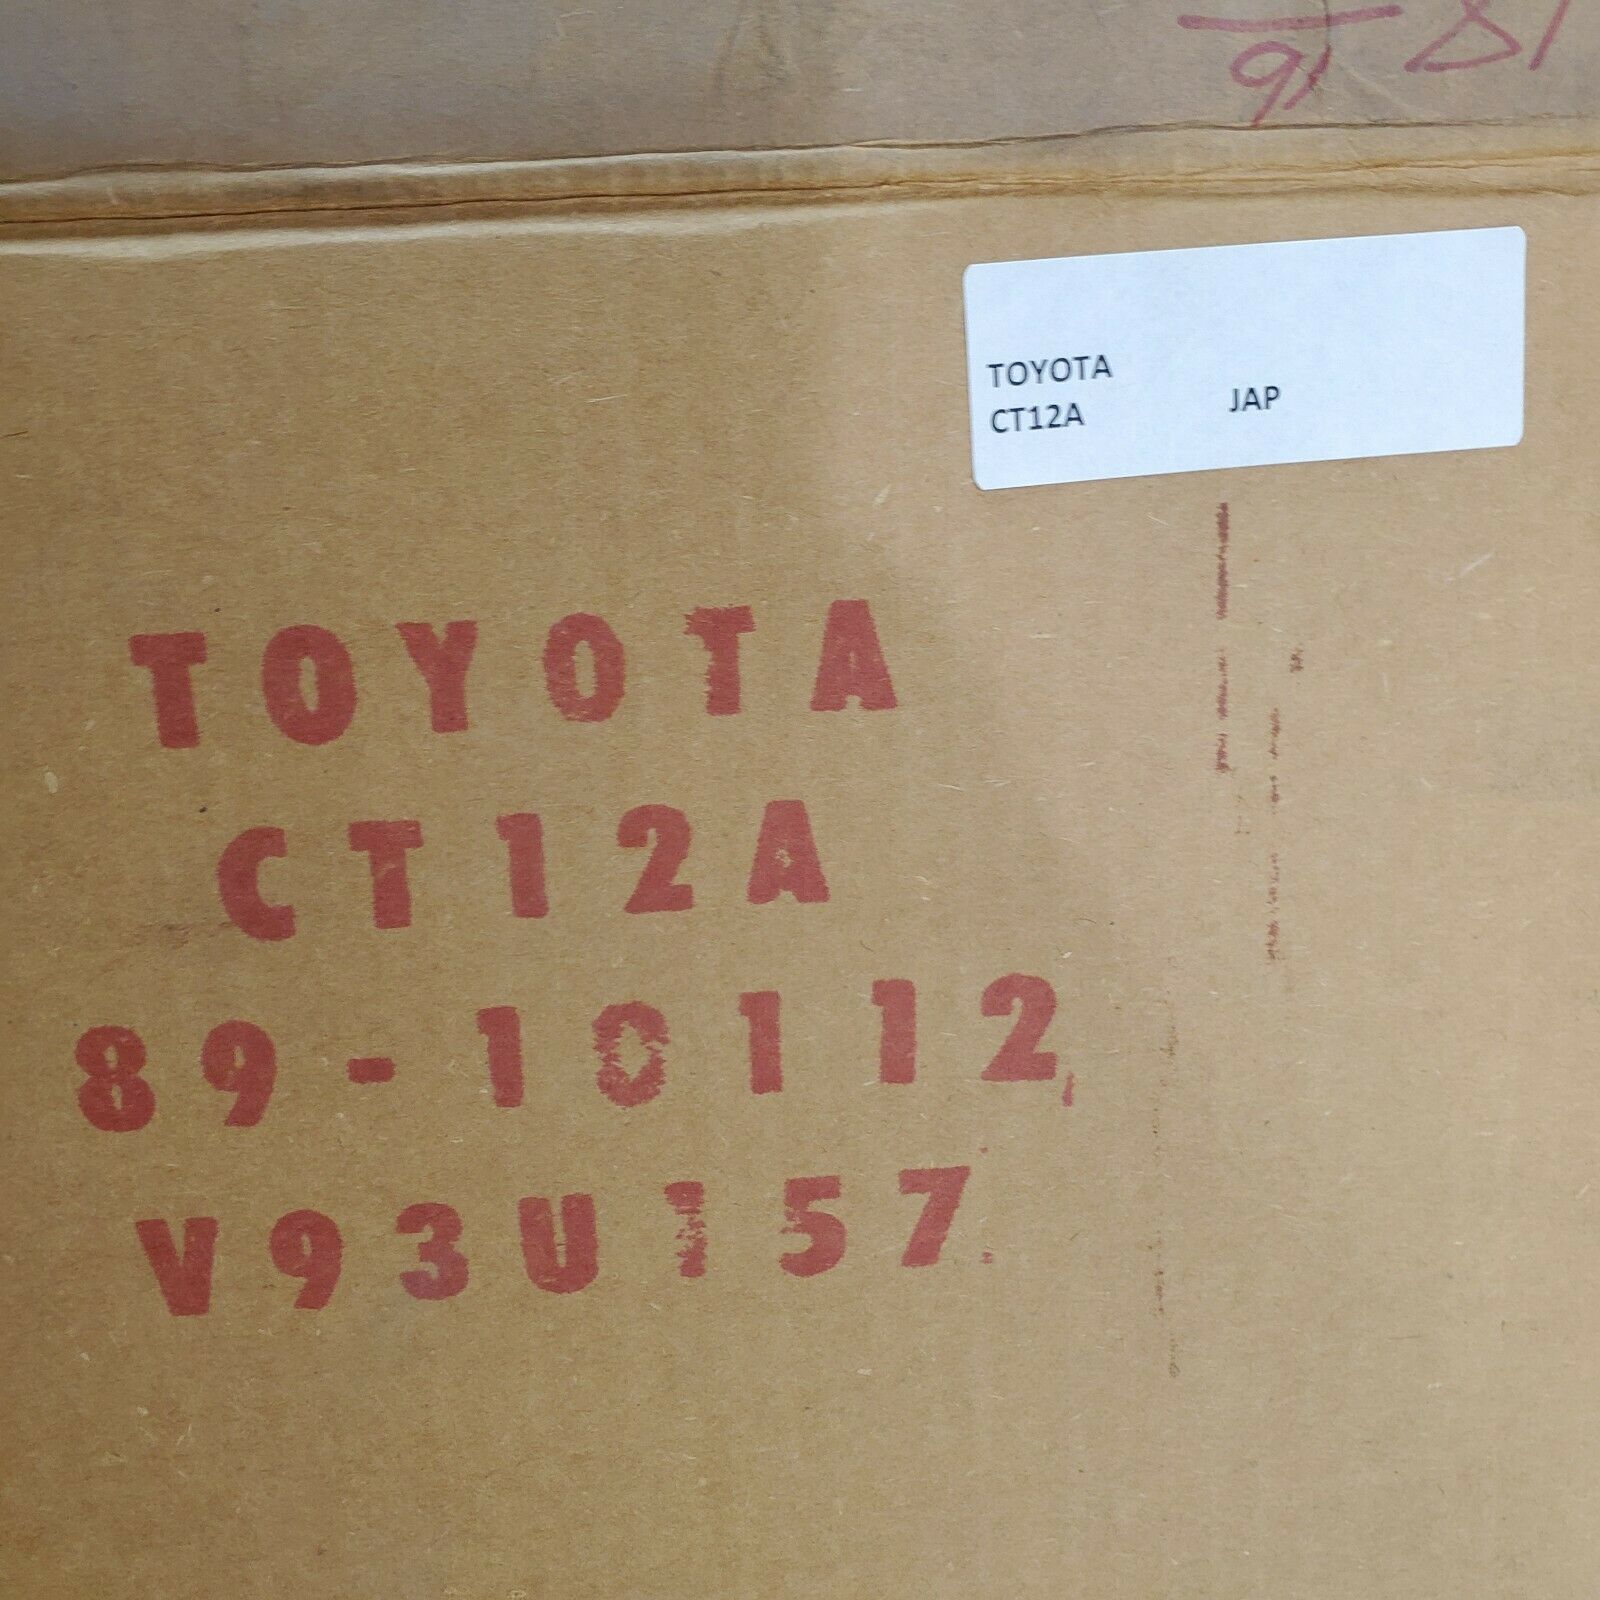 TOYOTA
CT12A JAP
TOYOTA
CT12A
89-10112
V93U157